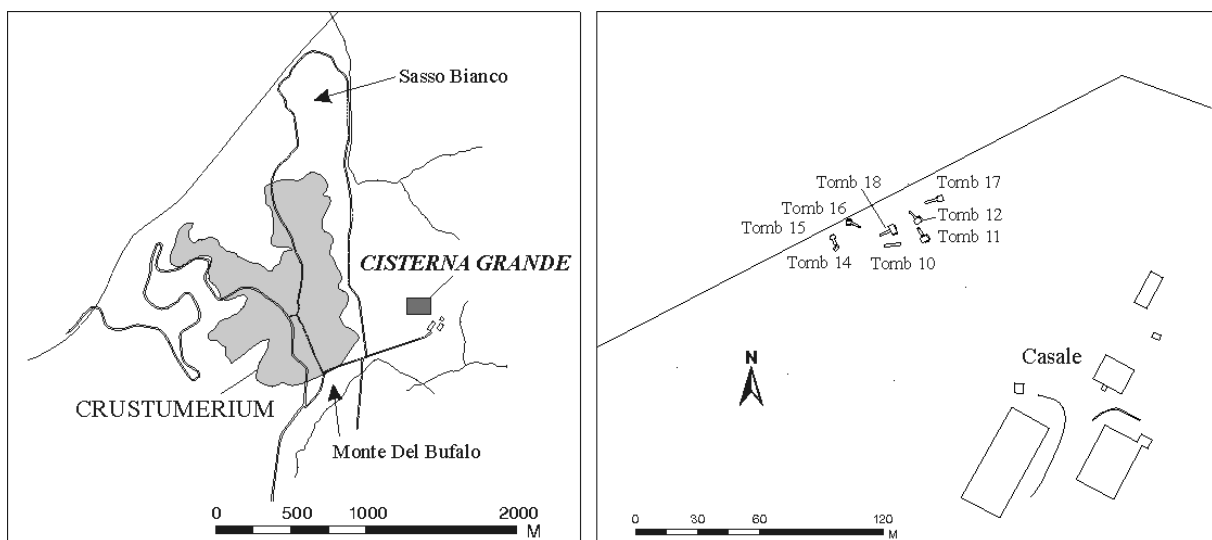 Sasso Bianco
CISTERNA GRANDE
CRUSTUMERIUM
Monte Del Bufalo
0 500 1000 2000
M
Tomb 17
Tomb 18
Tomb 16
Tomb 12
Tomb 15
Tomb 11
Tomb 14
Tomb 10
N
Casale
0 30 60 120
M